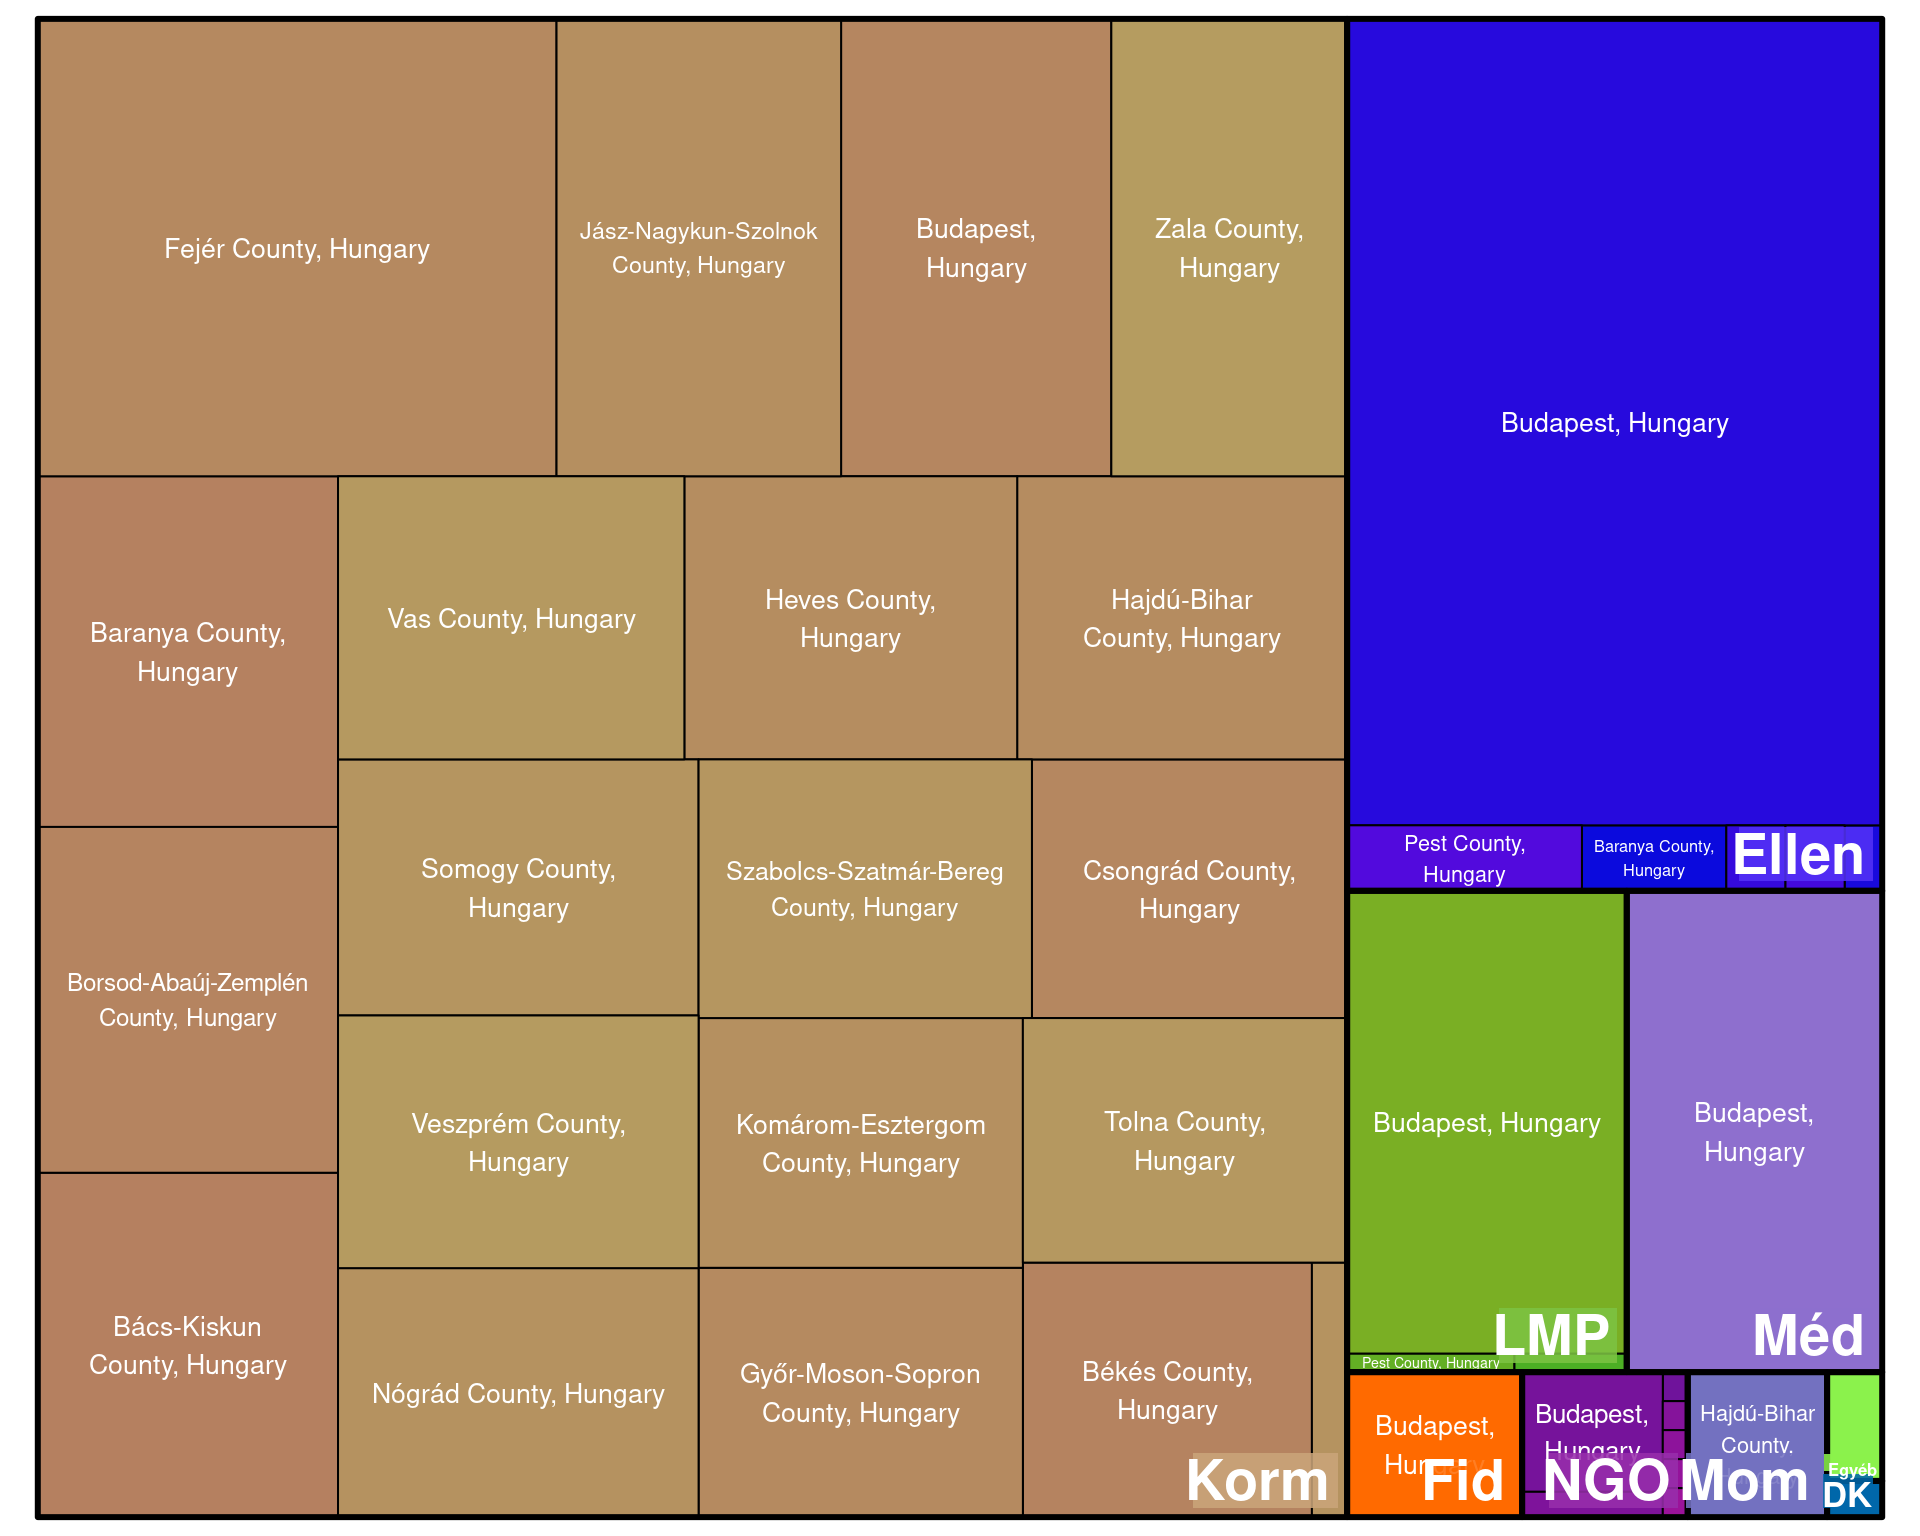 Fejér County, Hungary
Jász-Nagykun-Szolnok
County, Hungary
Budapest,
Hungary
Zala County,
Hungary
Budapest, Hungary
Baranya County,
Hungary
Vas County, Hungary
Heves County,
Hungary
Hajdú-Bihar
County, Hungary
Somogy County,
Hungary
Szabolcs-Szatmár-Bereg
County, Hungary
Csongrád County,
Hungary
Pest County,
Hungary
Baranya County,
Hungary
Ellen
Borsod-Abaúj-Zemplén
County, Hungary
Veszprém County,
Hungary
Komárom-Esztergom
County, Hungary
Tolna County,
Hungary
Budapest, Hungary
LMP
Pest County, Hungary
Budapest,
Hungary
Méd
Bács-Kiskun
County, Hungary
Nógrád County, Hungary
Győr-Moson-Sopron
County, Hungary
Békés County,
Hungary
Korm
Budapest,
Hungary
Fid
Budapest,
Hungary
NGO
Hajdú-Bihar
County,
Mom
Egyéb
DK